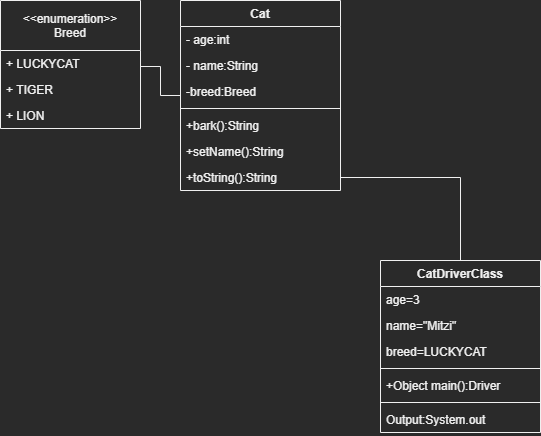 <<enumeration>>
Breed
+ LUCKYCAT
+ TIGER
+ LION
Cat
- age:int
- name:String
-breed:Breed
+bark():String
+setName():String
+toString():String
CatDriverClass
age=3
name="Mitzi"
breed=LUCKYCAT
+Object main():Driver
Output:System.out